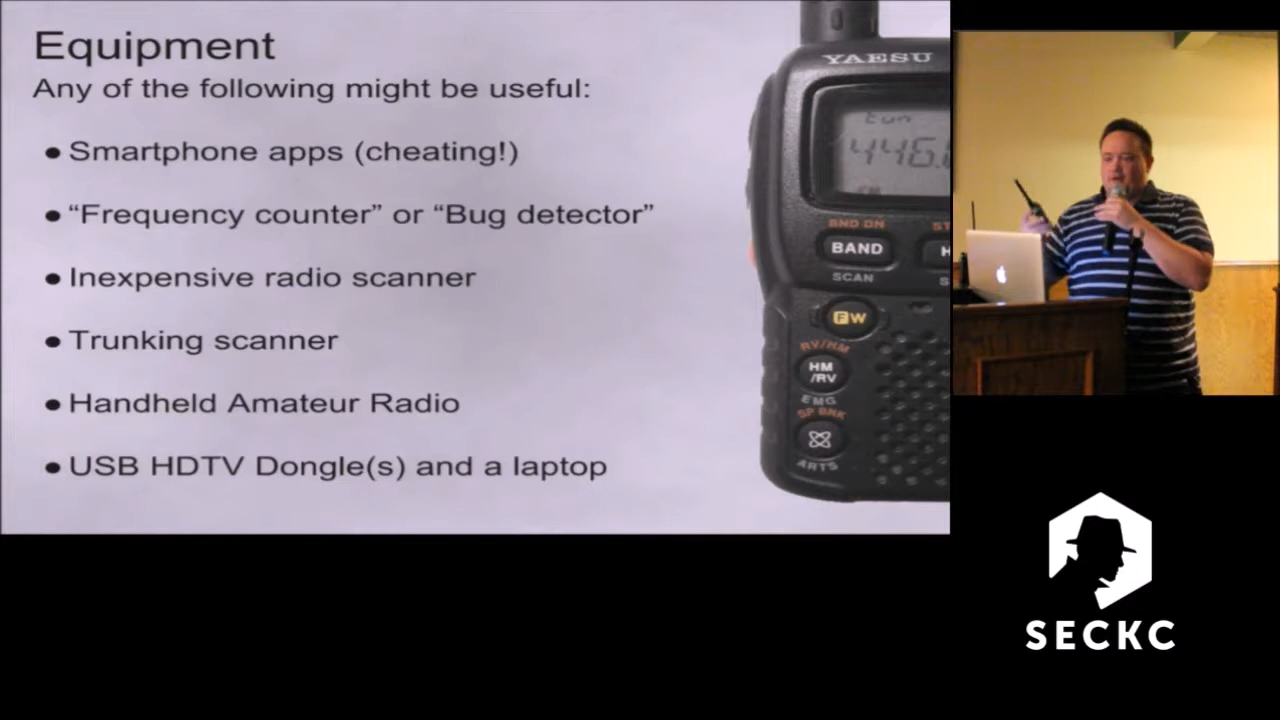 Equipment
Any of the following might be useful:
● Smartphone apps (cheating!)
● “Frequency counter” or “Bug detector”
● Inexpensive radio scanner
● Trunking scanner
● Handheld Amateur Radio
● USB HDTV Dongle(s) and a laptop
YAESU
446.
BND DN
BAND
SCAN
FW
RV/HM
HM
/RV
EMG
SP BNK
ARTS
SECKC